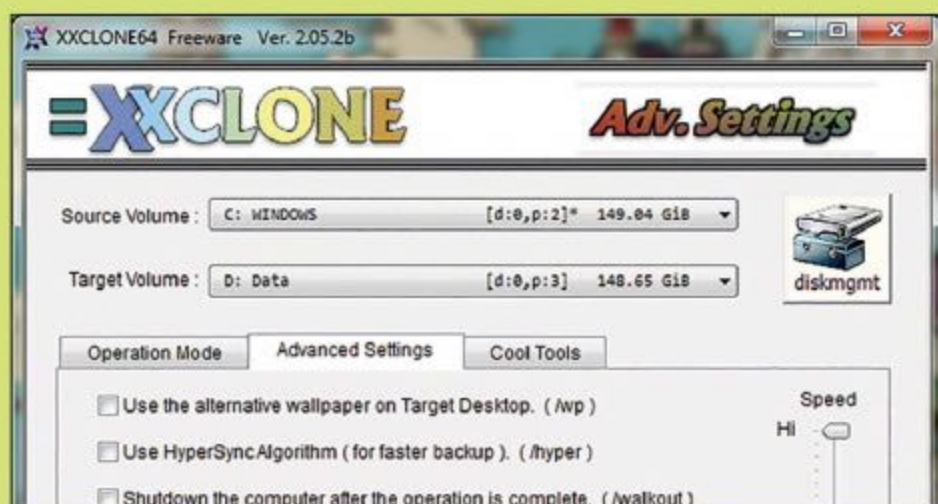 XXCLONE64 Freeware Ver. 2.05.2b
=XXCLONE Adv. Settings
Source Volume : C: WINDOWS [d:0,p:2]* 149.04 GiB
Target Volume : D: Data [d:0,p:3] 148.65 GiB
diskmgmt
Operation Mode Advanced Settings Cool Tools
Use the alternative wallpaper on Target Desktop. ( /wp )
Speed
Hi
Use HyperSync Algorithm ( for faster backup ). ( /hyper )
Shutdown the computer after the operation is complete. ( /walkout )